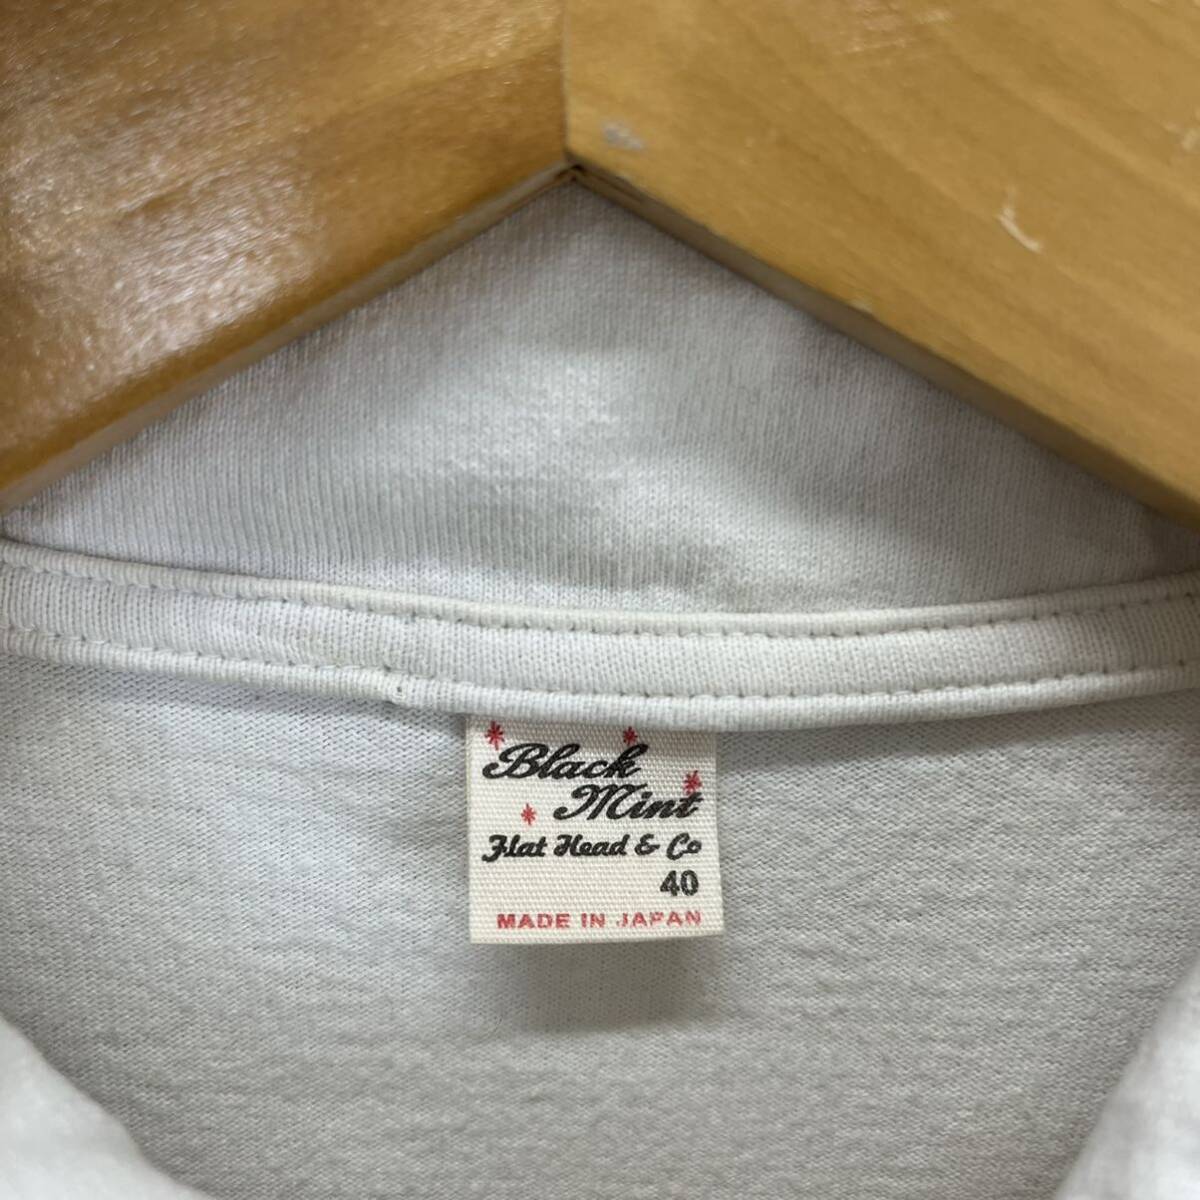 Black
Mint
Flat Head & Co
40
MADE IN JAPAN